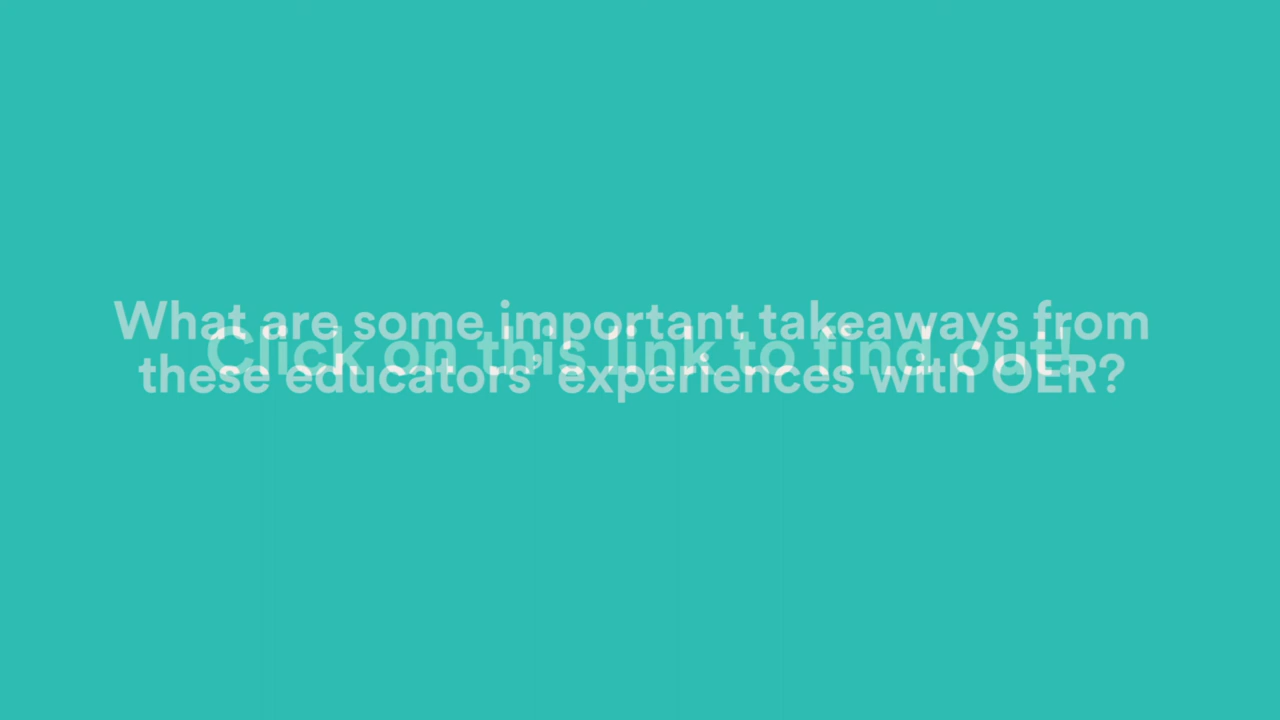 What are some important takeaways from
Click on this link to find out!
these educators' experiences with OER?